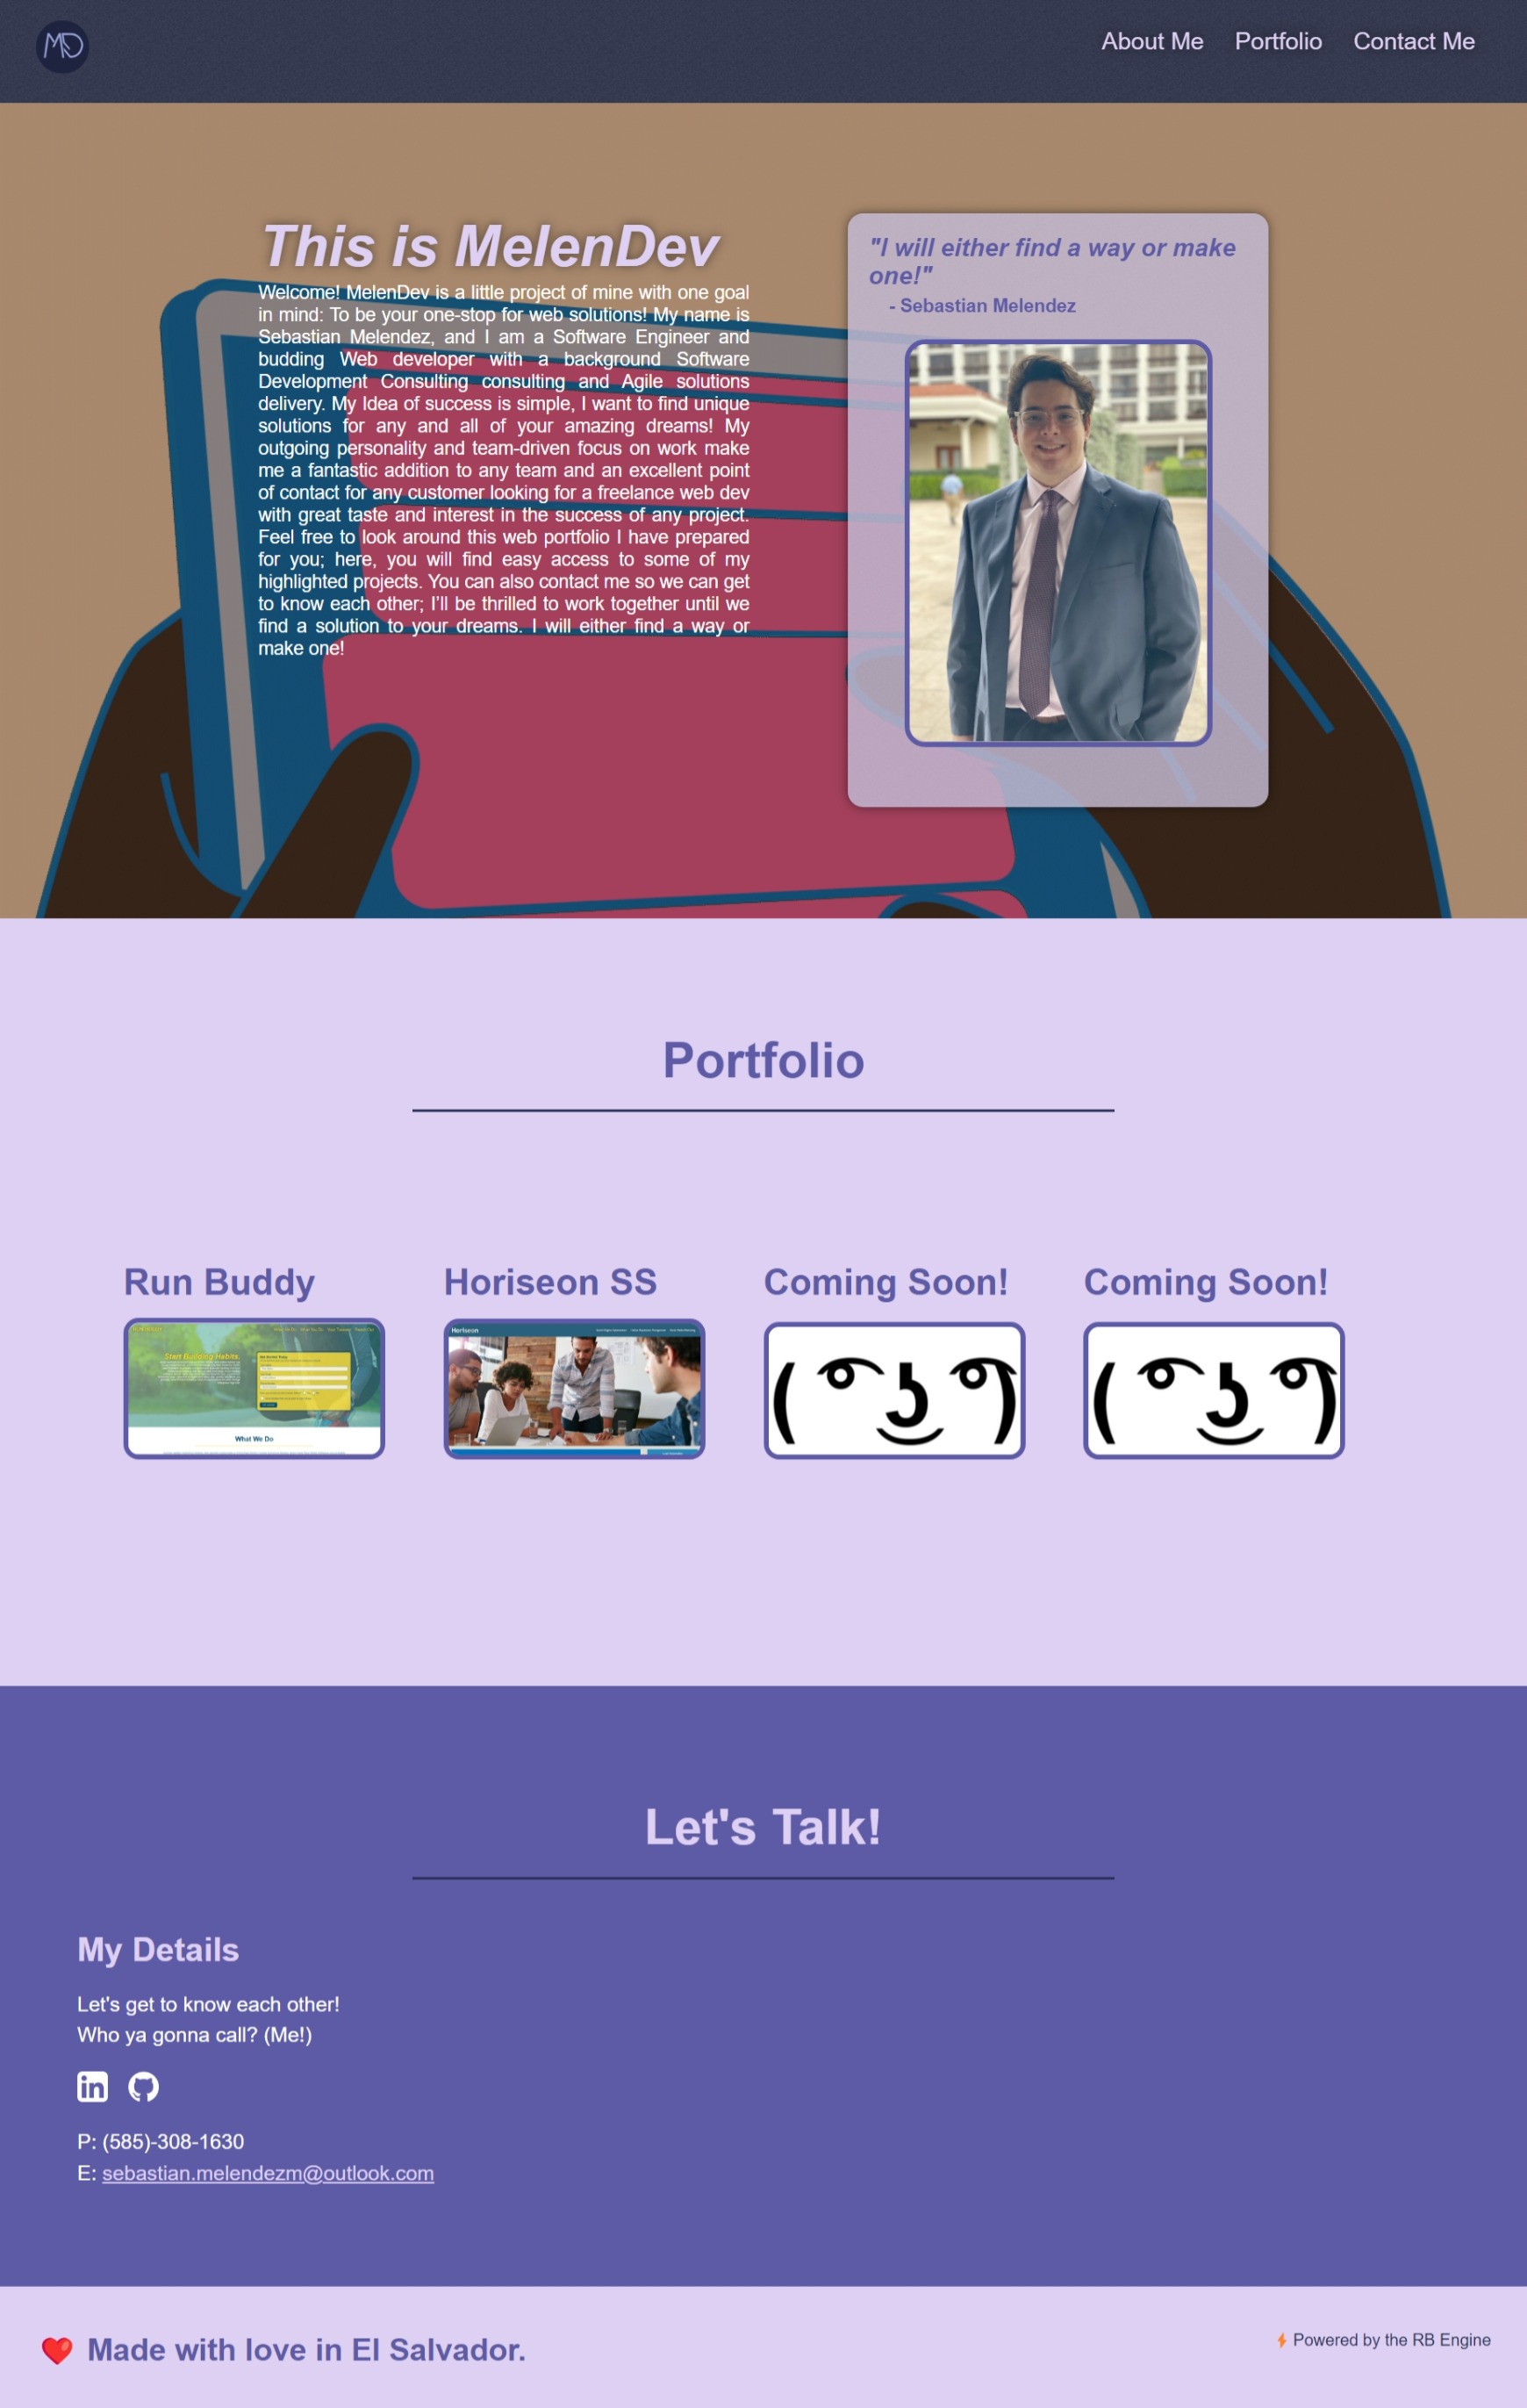 MD
About Me Portfolio Contact Me
This is MelenDev
Welcome! MelenDev is a little project of mine with one goal
in mind: To be your one-stop for web solutions! My name is
Sebastian Melendez, and I am a Software Engineer and
budding Web developer with a background Software
Development Consulting consulting and Agile solutions
delivery. My Idea of success is simple, I want to find unique
solutions for any and all of your amazing dreams! My
outgoing personality and team-driven focus on work make
me a fantastic addition to any team and an excellent point
of contact for any customer looking for a freelance web dev
with great taste and interest in the success of any project.
Feel free to look around this web portfolio I have prepared
for you; here, you will find easy access to some of my
highlighted projects. You can also contact me so we can get
to know each other; I'll be thrilled to work together until we
find a solution to your dreams. I will either find a way or
make one!
"I will either find a way or make
one!"
- Sebastian Melendez
Portfolio
Run Buddy
Start Building Habits.
What We Do
Horiseon SS
Horiseon
Coming Soon!
( ͡° ͜ʖ ͡°)
Coming Soon!
( ͡° ͜ʖ ͡°)
Let's Talk!
My Details
Let's get to know each other!
Who ya gonna call? (Me!)
in
P: (585)-308-1630
E: sebastian.melendezm@outlook.com
❤️ Made with love in El Salvador.
⚡ Powered by the RB Engine